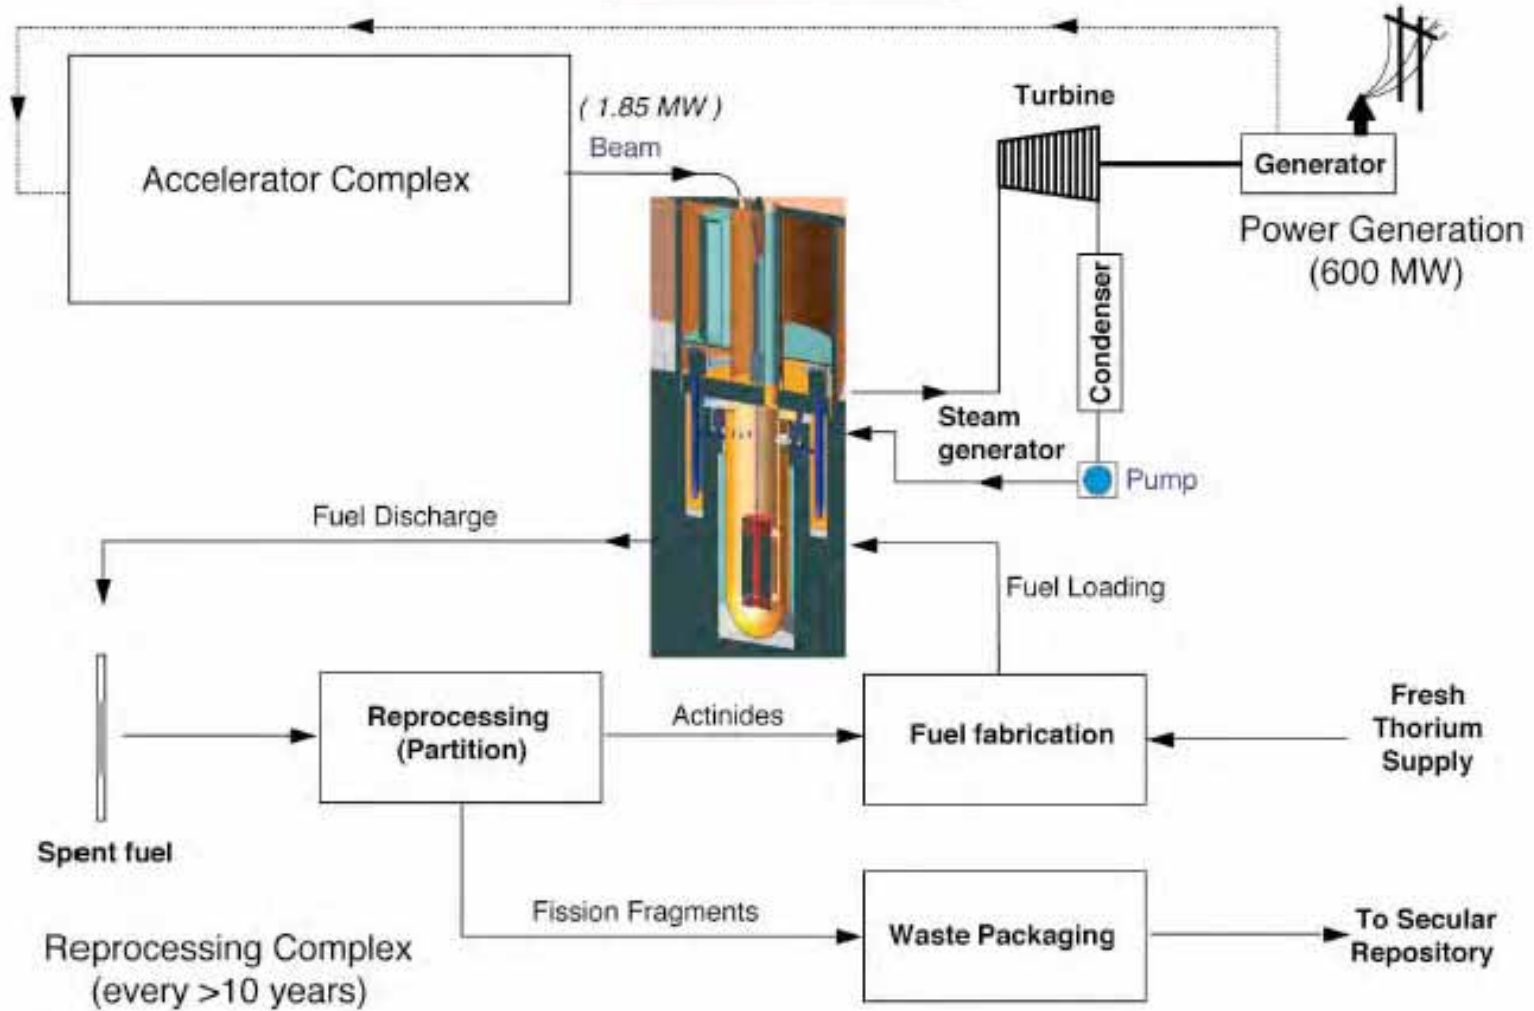 ( 1.85 MW )
Beam
Accelerator Complex
Turbine
Generator
Power Generation
(600 MW)
Condenser
Steam
generator
Pump
Fuel Discharge
Fuel Loading
Reprocessing
(Partition)
Actinides
Fuel fabrication
Fresh
Thorium
Supply
Spent fuel
Fission Fragments
Waste Packaging
To Secular
Repository
Reprocessing Complex
(every >10 years)